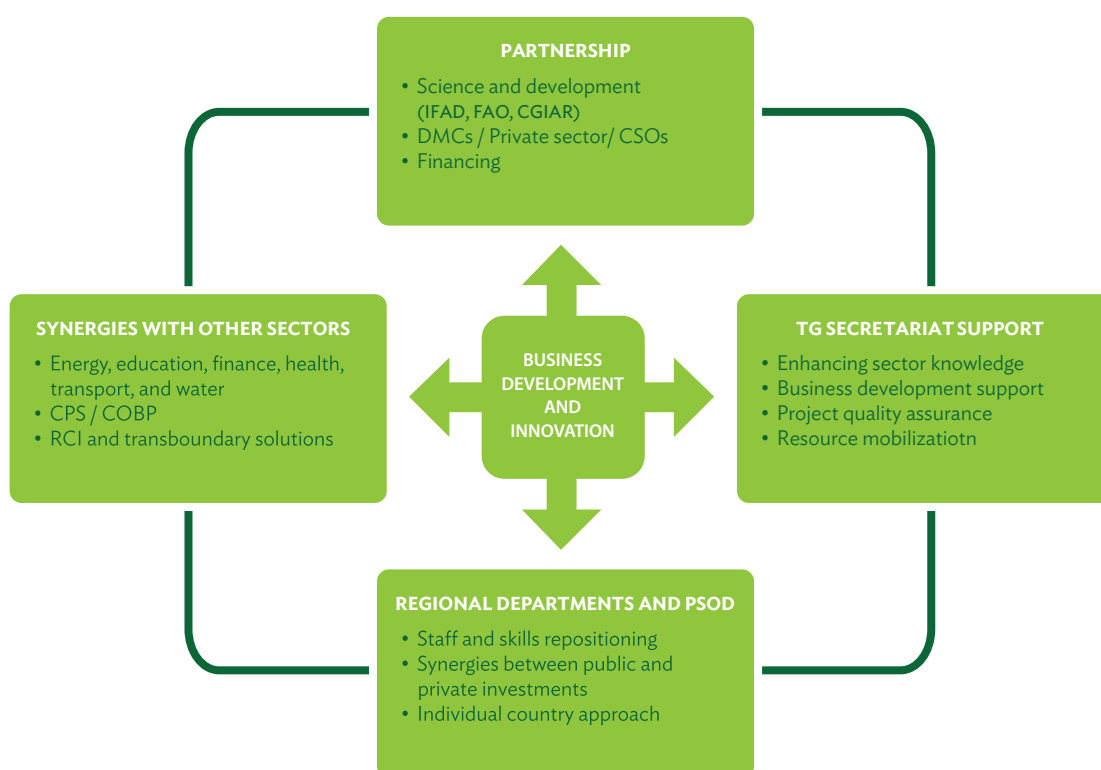 PARTNERSHIP
• Science and development
(IFAD, FAO, CGIAR)
• DMCs / Private sector/ CSOs
• Financing
SYNERGIES WITH OTHER SECTORS
• Energy, education, finance, health,
transport, and water
• CPS / COBP
• RCI and transboundary solutions
BUSINESS
DEVELOPMENT
AND
INNOVATION
TG SECRETARIAT SUPPORT
• Enhancing sector knowledge
• Business development support
• Project quality assurance
• Resource mobilizatiotn
REGIONAL DEPARTMENTS AND PSOD
• Staff and skills repositioning
• Synergies between public and
private investments
• Individual country approach